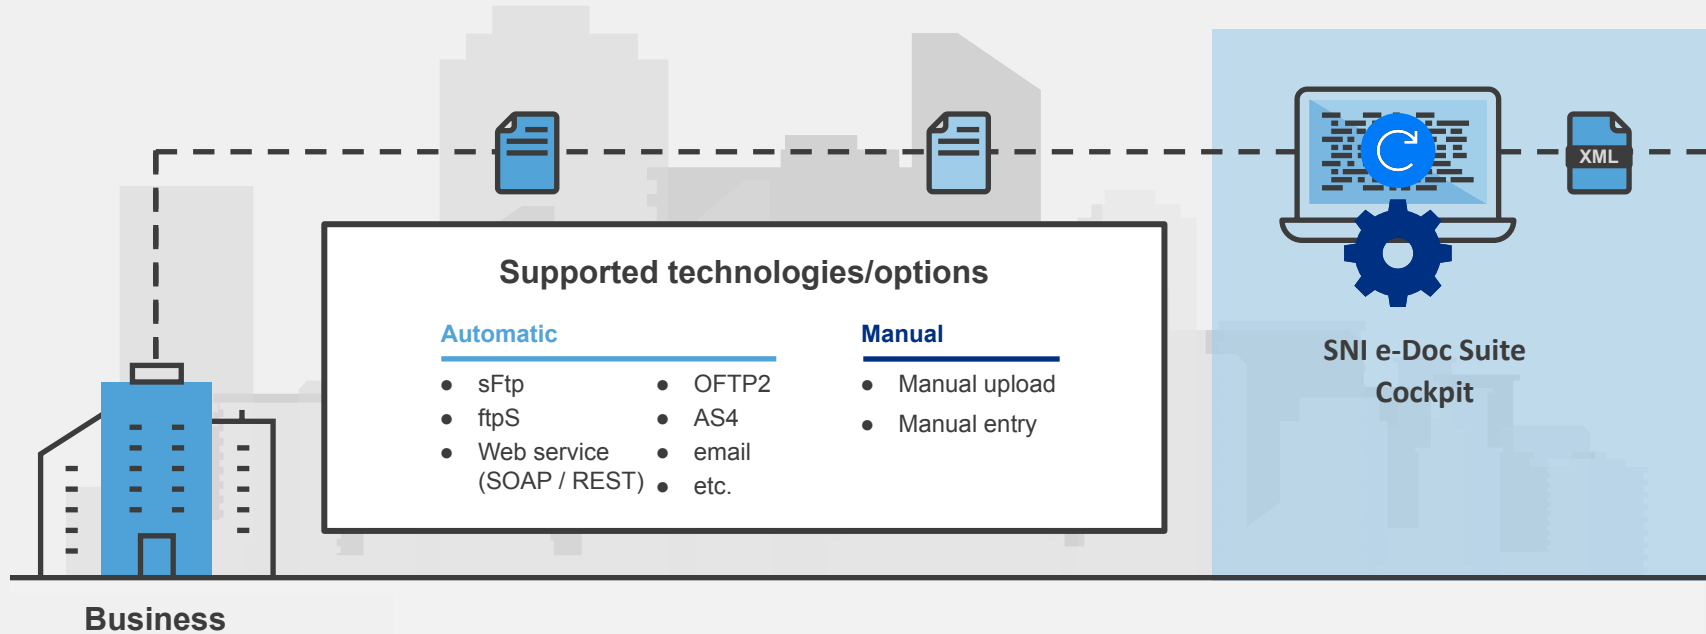 XML
Supported technologies/options
Automatic
● sFtp
● ftpS
● Web service
(SOAP / REST)
● OFTP2
● AS4
● email
● etc.
Manual
● Manual upload
● Manual entry
SNI e-Doc Suite
Cockpit
Business